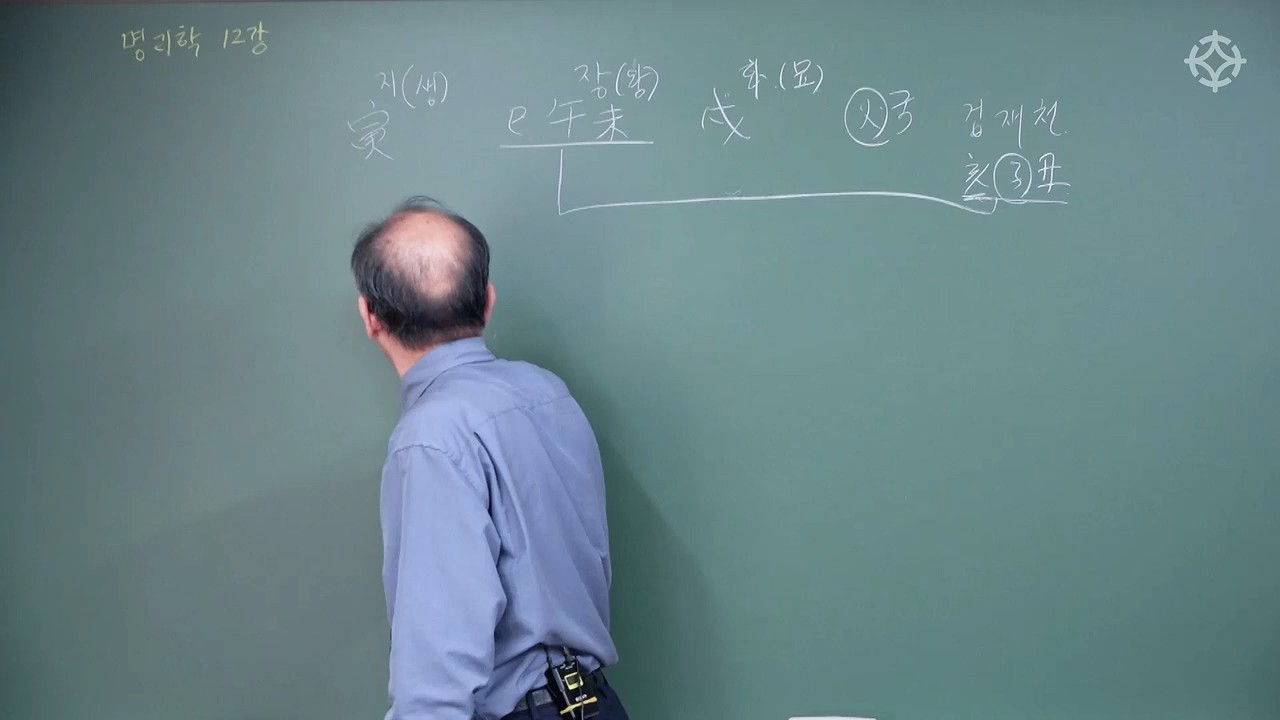 명리학 12강
지(생) 장(왕) 화(묘)
寅 巳 午 未 戌 火국 겁재천
亥 子 丑